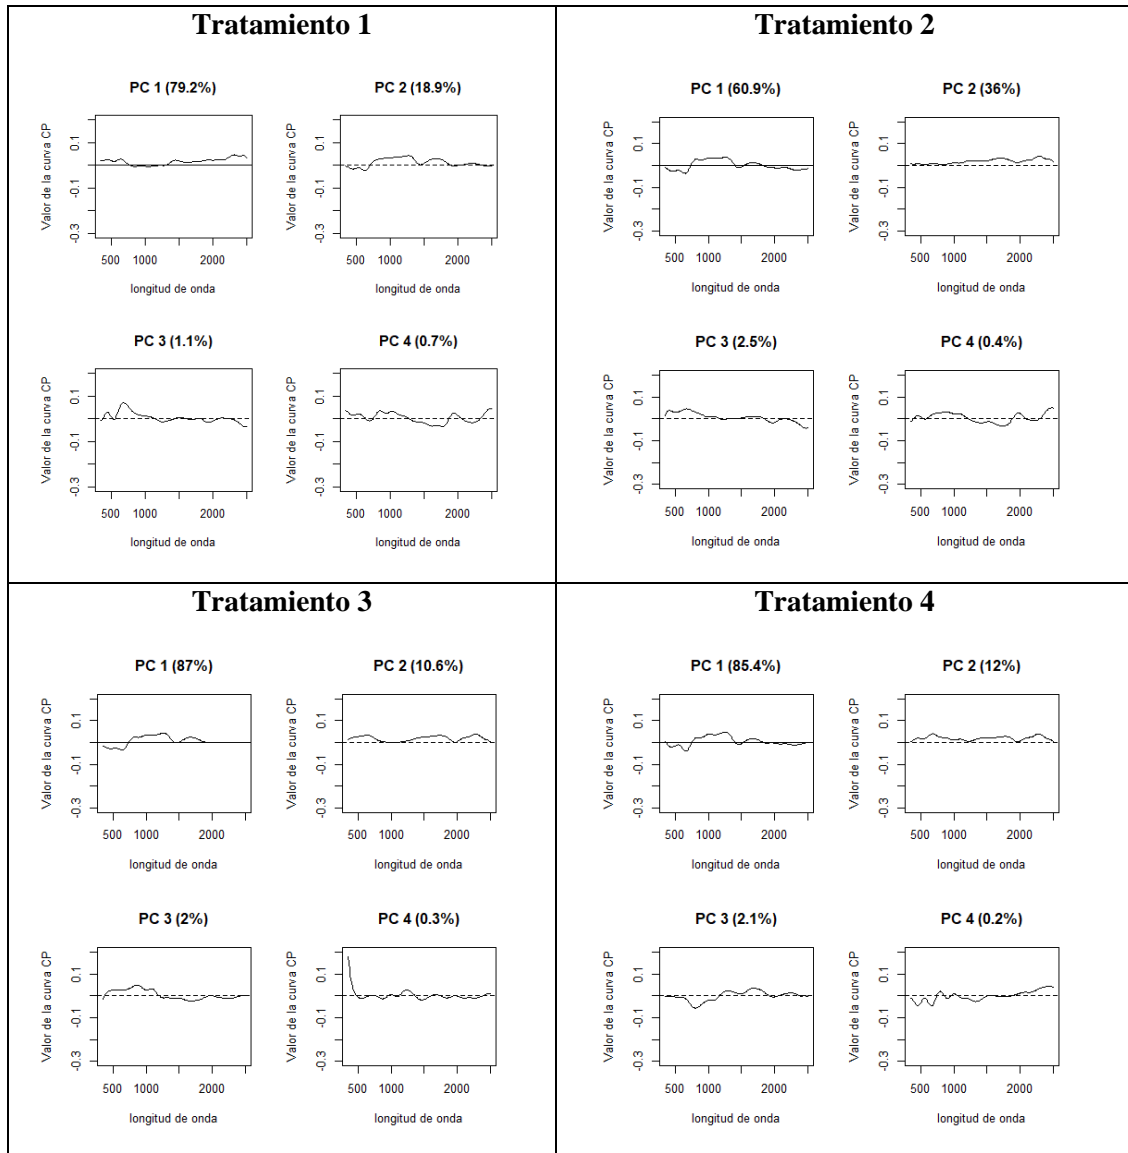 Tratamiento 1
PC 1 (79.2%)
Valor de la curva CP
0.1
-0.1
-0.3
500 1000 2000
longitud de onda
PC 2 (18.9%)
Valor de la curva CP
0.1
-0.1
-0.3
500 1000 2000
longitud de onda
PC 3 (1.1%)
Valor de la curva CP
0.1
-0.1
-0.3
500 1000 2000
longitud de onda
PC 4 (0.7%)
Valor de la curva CP
0.1
-0.1
-0.3
500 1000 2000
longitud de onda
Tratamiento 2
PC 1 (60.9%)
Valor de la curva CP
0.1
-0.1
-0.3
500 1000 2000
longitud de onda
PC 2 (36%)
Valor de la curva CP
0.1
-0.1
-0.3
500 1000 2000
longitud de onda
PC 3 (2.5%)
Valor de la curva CP
0.1
-0.1
-0.3
500 1000 2000
longitud de onda
PC 4 (0.4%)
Valor de la curva CP
0.1
-0.1
-0.3
500 1000 2000
longitud de onda
Tratamiento 3
PC 1 (87%)
Valor de la curva CP
0.1
-0.1
-0.3
500 1000 2000
longitud de onda
PC 2 (10.6%)
Valor de la curva CP
0.1
-0.1
-0.3
500 1000 2000
longitud de onda
PC 3 (2%)
Valor de la curva CP
0.1
-0.1
-0.3
500 1000 2000
longitud de onda
PC 4 (0.3%)
Valor de la curva CP
0.1
-0.1
-0.3
500 1000 2000
longitud de onda
Tratamiento 4
PC 1 (85.4%)
Valor de la curva CP
0.1
-0.1
-0.3
500 1000 2000
longitud de onda
PC 2 (12%)
Valor de la curva CP
0.1
-0.1
-0.3
500 1000 2000
longitud de onda
PC 3 (2.1%)
Valor de la curva CP
0.1
-0.1
-0.3
500 1000 2000
longitud de onda
PC 4 (0.2%)
Valor de la curva CP
0.1
-0.1
-0.3
500 1000 2000
longitud de onda